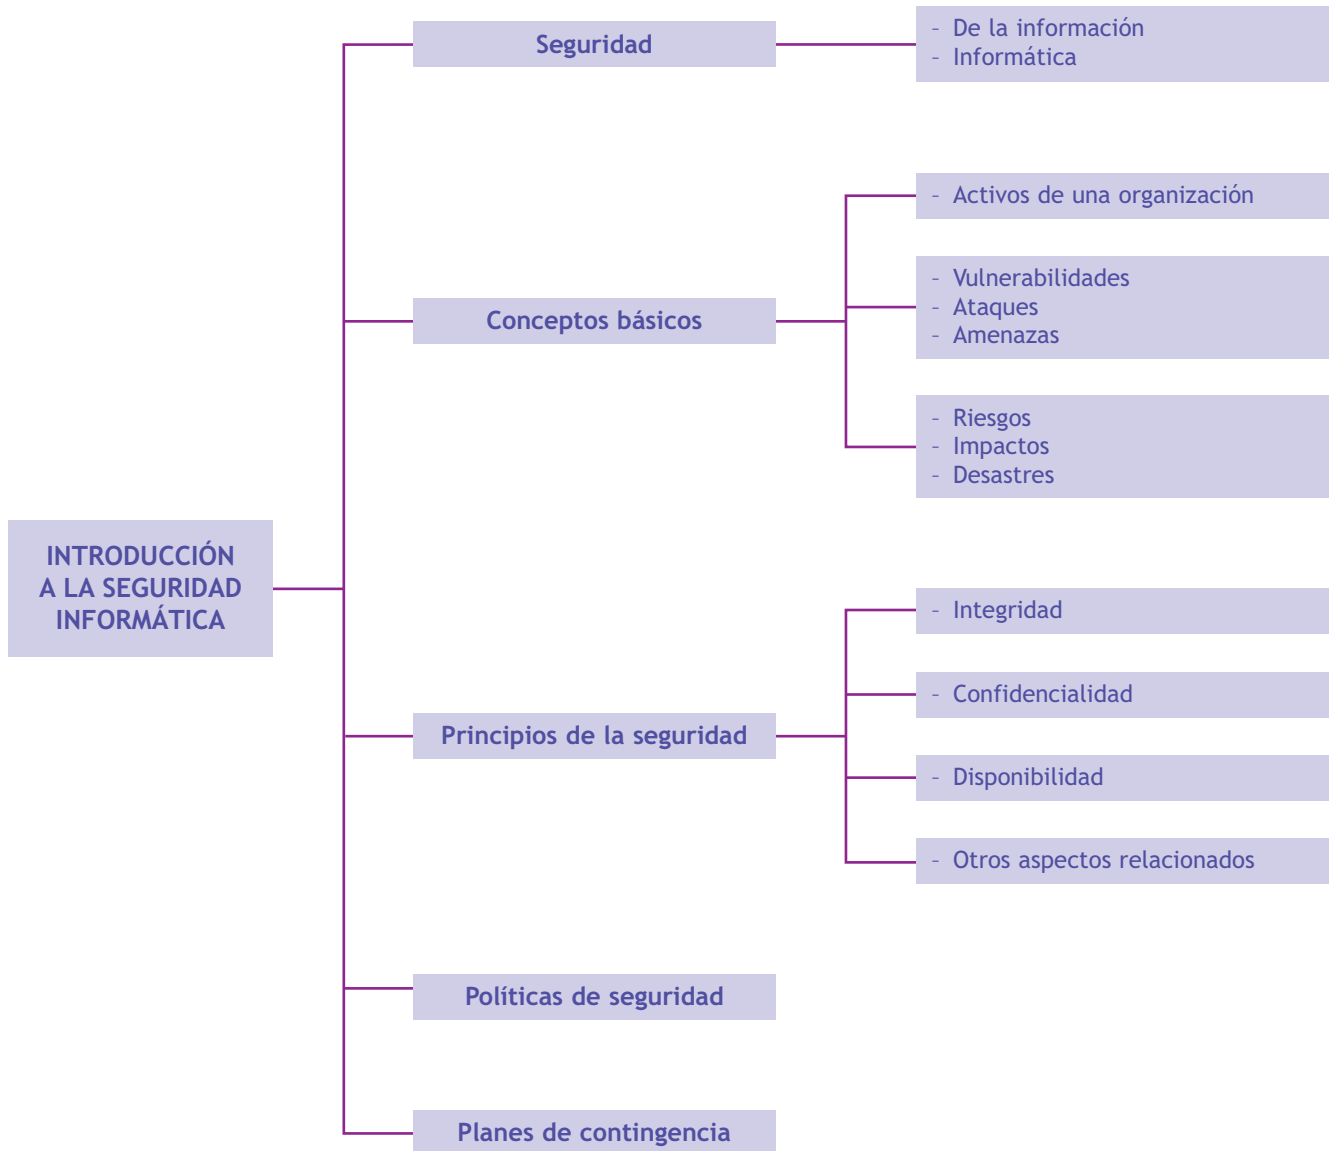 Seguridad
- De la información
- Informática
Conceptos básicos
- Activos de una organización
- Vulnerabilidades
- Ataques
- Amenazas
- Riesgos
- Impactos
- Desastres
INTRODUCCIÓN
A LA SEGURIDAD
INFORMÁTICA
Principios de la seguridad
- Integridad
- Confidencialidad
- Disponibilidad
- Otros aspectos relacionados
Políticas de seguridad
Planes de contingencia